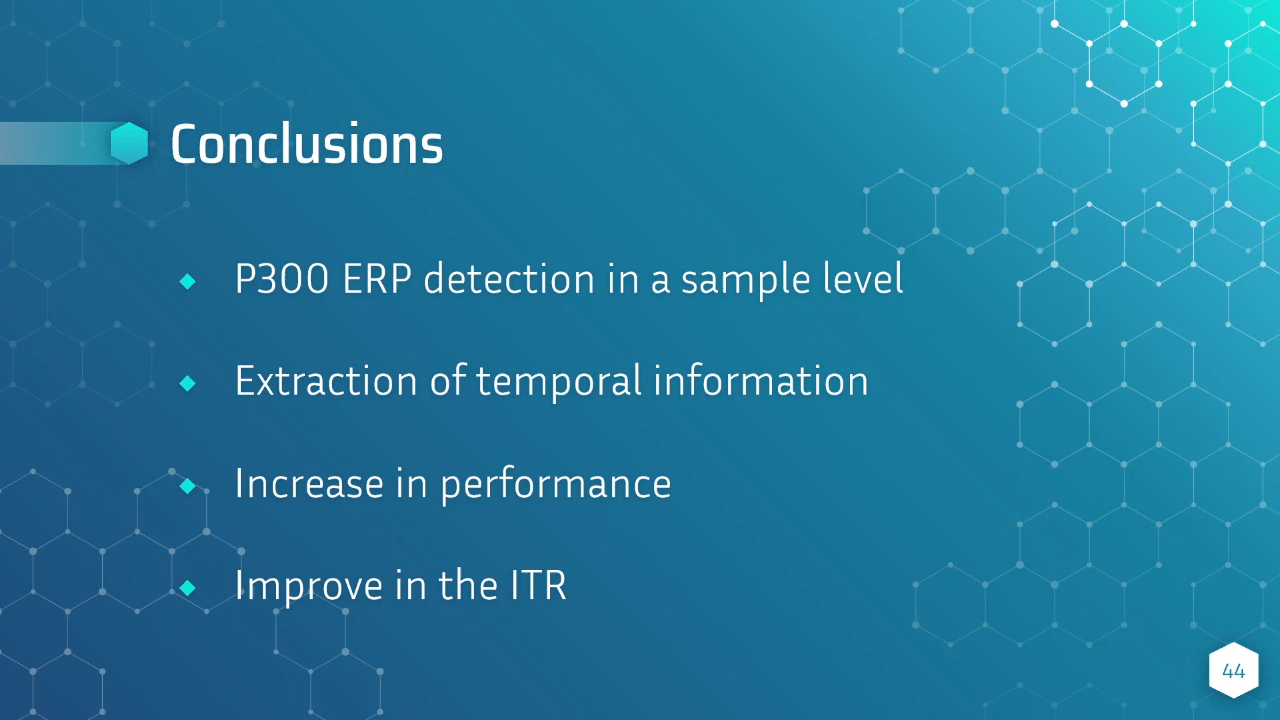 Conclusions
P300 ERP detection in a sample level
Extraction of temporal information
Increase in performance
Improve in the ITR
44